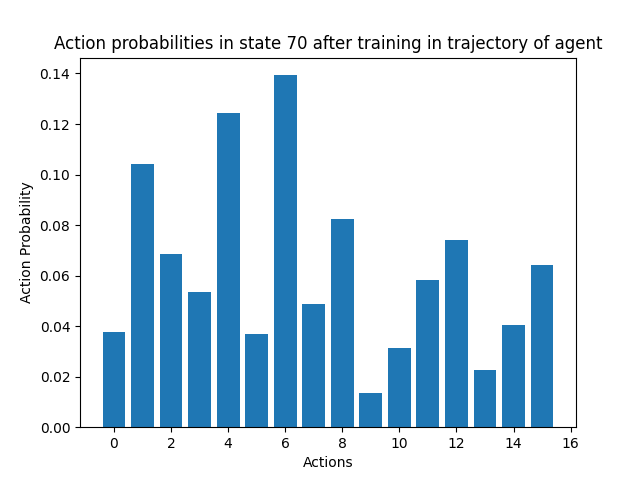 Action probabilities in state 70 after training in trajectory of agent
0.14
0.12
0.10
0.08
0.06
0.04
0.02
0.00
Action Probability
0 2 4 6 8 10 12 14 16
Actions